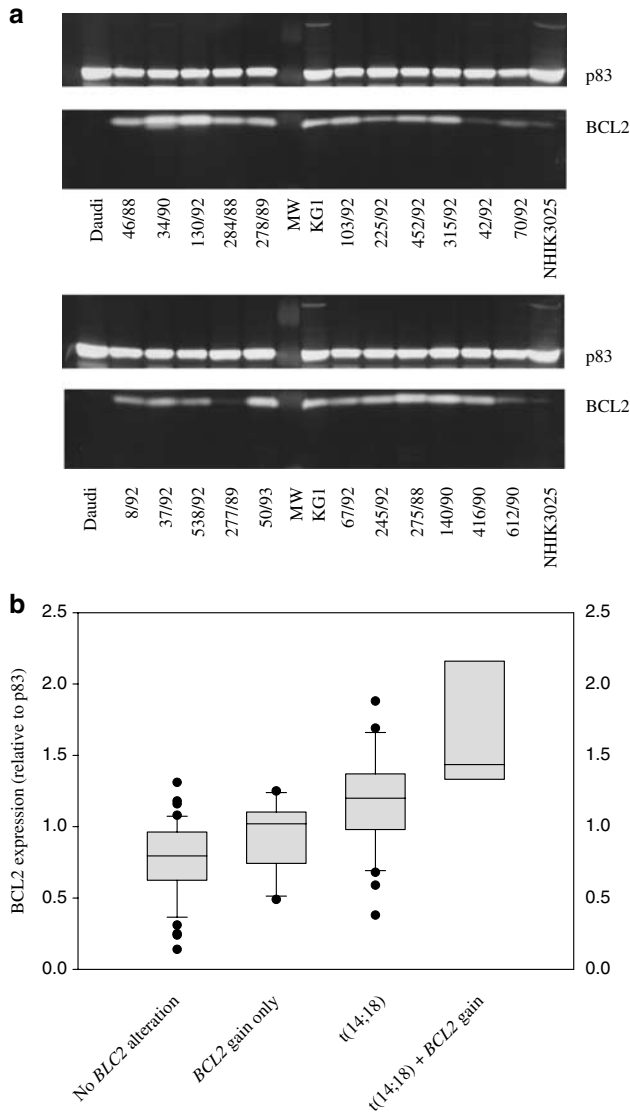 a
p83
BCL2
Daudi 46/88 34/90 130/92 284/88 278/89 MW KG1 103/92 225/92 452/92 315/92 42/92 70/92 NHIK3025
p83
BCL2
Daudi 8/92 37/92 538/92 277/89 50/93 MW KG1 67/92 245/92 275/88 140/90 416/90 612/90 NHIK3025
b
BCL2 expression (relative to p83)
2.5 2.5
2.0 2.0
1.5 1.5
1.0 1.0
0.5 0.5
0.0 0.0
No BLC2 alteration
BCL2 gain only
t(14;18)
t(14;18) + BCL2 gain